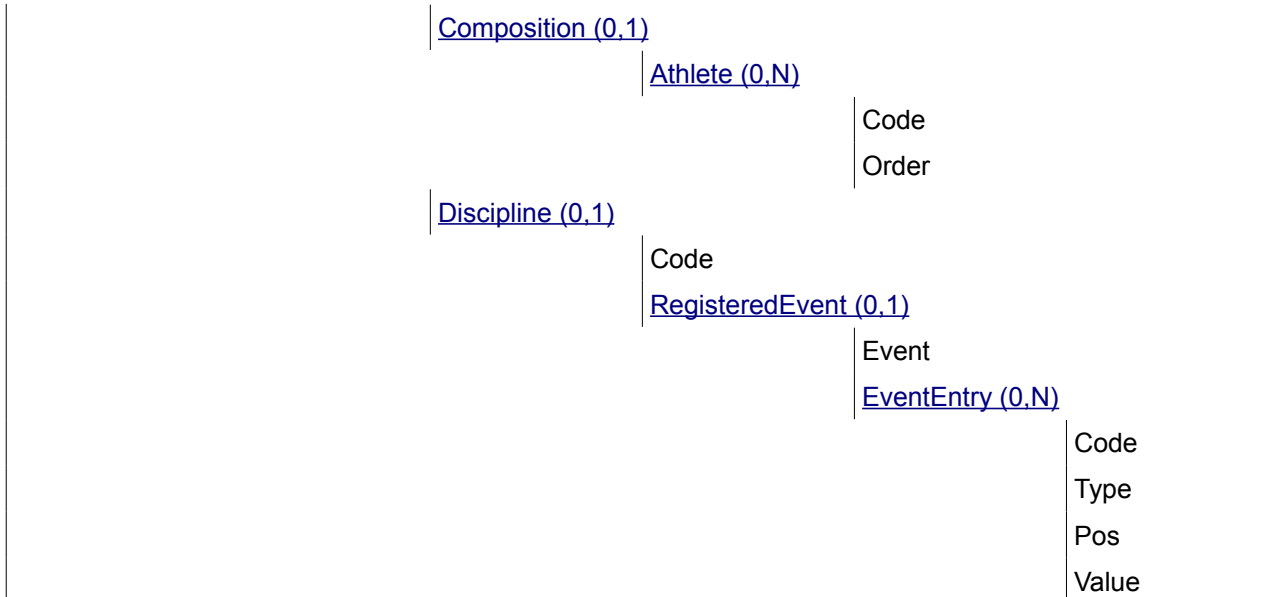 Composition (0,1)
Athlete (0,N)
Code
Order
Discipline (0,1)
Code
RegisteredEvent (0,1)
Event
EventEntry (0,N)
Code
Type
Pos
Value